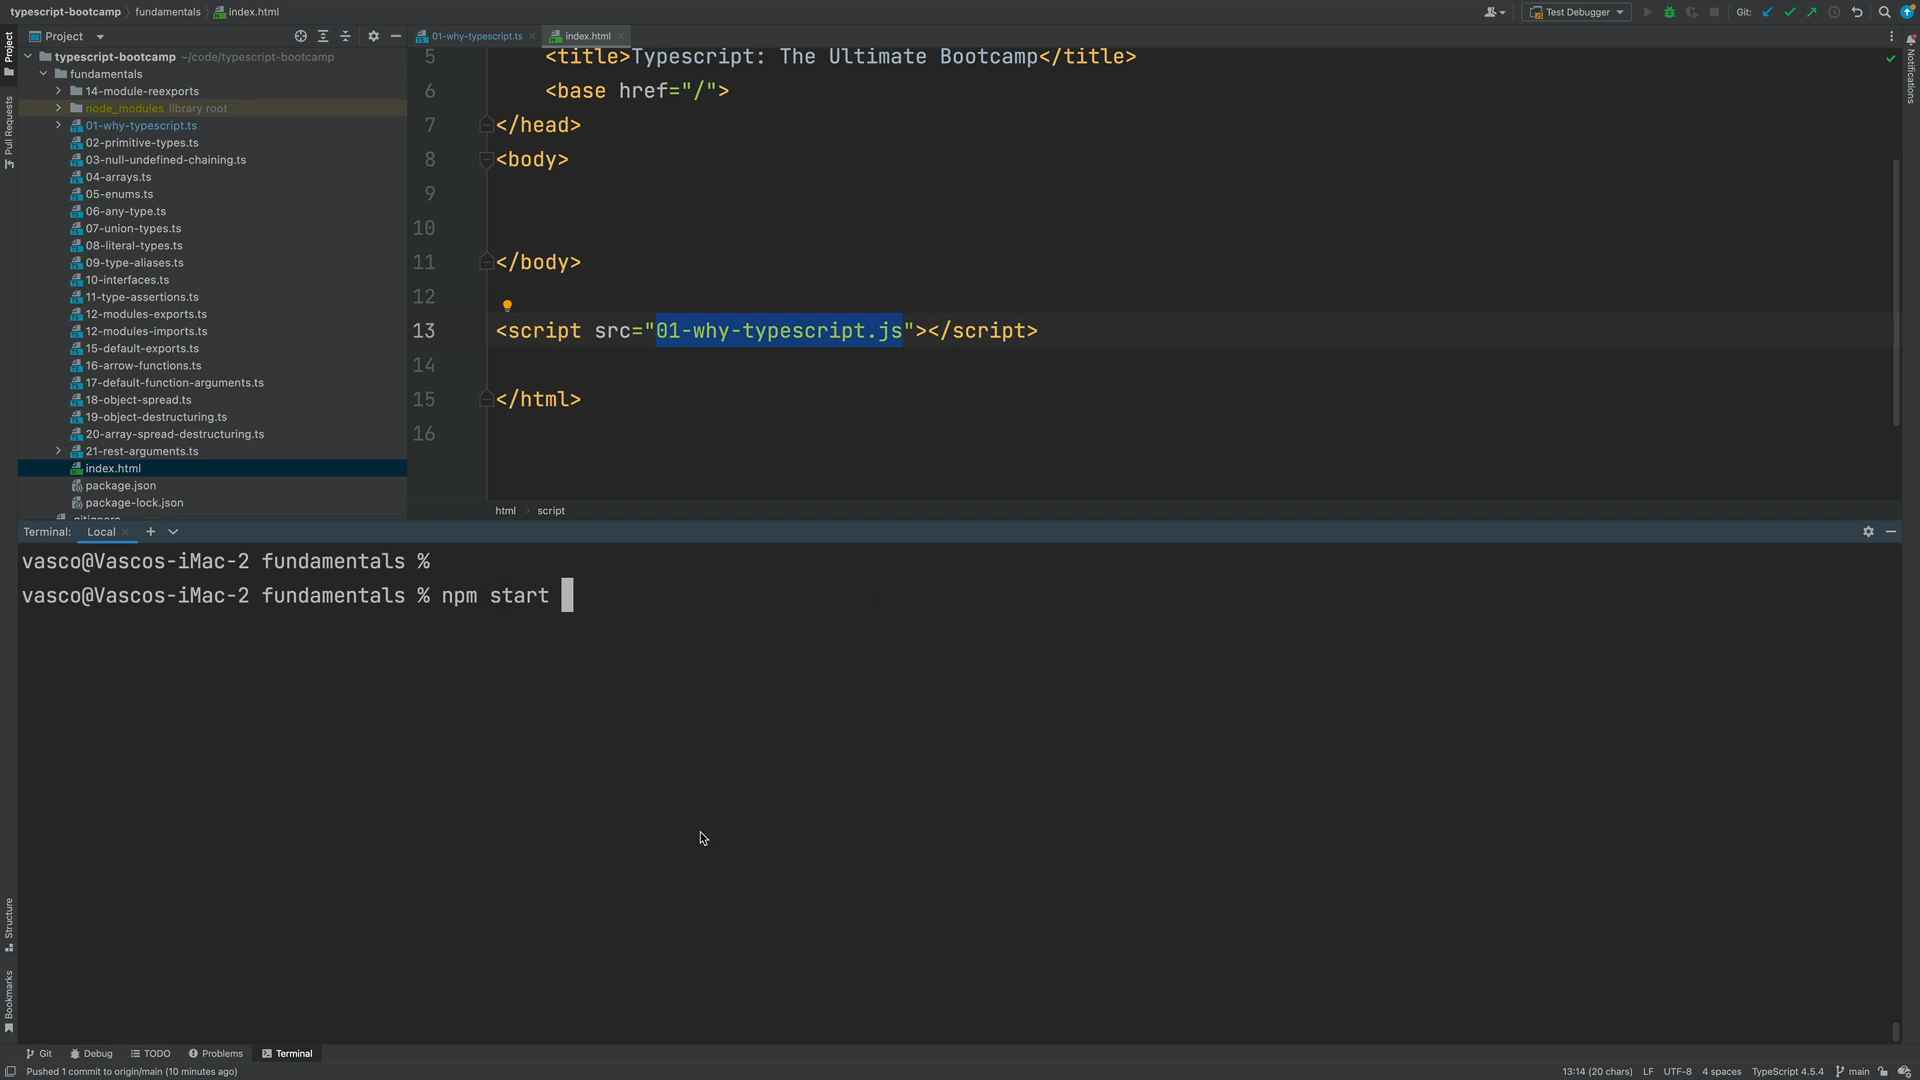 typescript-bootcamp > fundamentals > index.html
Test Debugger
Git:
Project
typescript-bootcamp ~/code/typescript-bootcamp
fundamentals
14-module-reexports
node_modules library root
01-why-typescript.ts
02-primitive-types.ts
03-null-undefined-chaining.ts
04-arrays.ts
05-enums.ts
06-any-type.ts
07-union-types.ts
08-literal-types.ts
09-type-aliases.ts
10-interfaces.ts
11-type-assertions.ts
12-modules-exports.ts
12-modules-imports.ts
15-default-exports.ts
16-arrow-functions.ts
17-default-function-arguments.ts
18-object-spread.ts
19-object-destructuring.ts
20-array-spread-destructuring.ts
21-rest-arguments.ts
index.html
package.json
package-lock.json
.gitignore
Project
Pull Requests
Structure
Bookmarks
Notifications
01-why-typescript.ts
index.html
5 <title>Typescript: The Ultimate Bootcamp</title>
6 <base href="/">
7 </head>
8 <body>
9
10
11 </body>
12
13 <script src="01-why-typescript.js"></script>
14
15 </html>
16
html > script
Terminal: Local
vasco@Vascos-iMac-2 fundamentals %
vasco@Vascos-iMac-2 fundamentals % npm start
Git Debug TODO Problems Terminal
Pushed 1 commit to origin/main (10 minutes ago)
13:14 (20 chars) LF UTF-8 4 spaces TypeScript 4.5.4 main